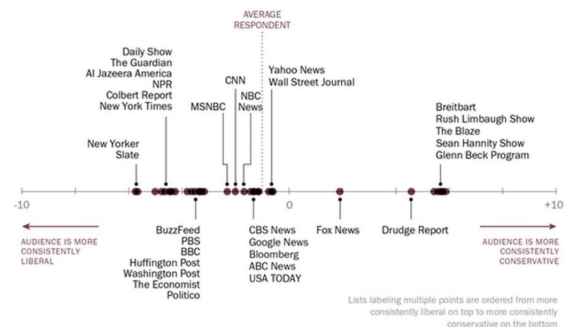 AVERAGE
RESPONDENT
Daily Show
The Guardian
Al Jazeera America
NPR
Colbert Report
New York Times
New Yorker
Slate
MSNBC
CNN
NBC
News
Yahoo News
Wall Street Journal
Breitbart
Rush Limbaugh Show
The Blaze
Sean Hannity Show
Glenn Beck Program
-10
0
+10
AUDIENCE IS MORE
CONSISTENTLY
LIBERAL
BuzzFeed
PBS
BBC
Huffington Post
Washington Post
The Economist
Politico
CBS News
Google News
Bloomberg
ABC News
USA TODAY
Fox News
Drudge Report
AUDIENCE IS MORE
CONSISTENTLY
CONSERVATIVE
Lists labeling multiple points are ordered from more
consistently liberal on top to more consistently
conservative on the bottom